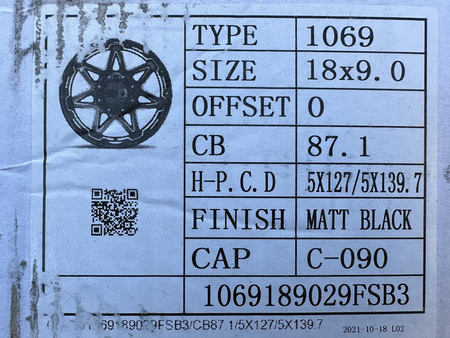 TYPE 1069
SIZE 18x9.0
OFFSET 0
CB 87.1
H-P.C.D 5X127/5X139.7
FINISH MATT BLACK
CAP C-090
1069189029FSB3
1069189029FSB3/CB87.1/5X127/5X139.7
2021-10-18 L02